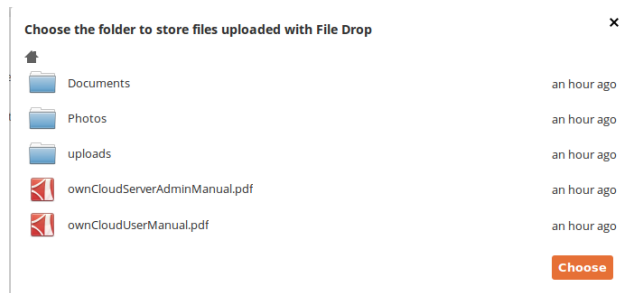 Choose the folder to store files uploaded with File Drop
Documents an hour ago
Photos an hour ago
uploads an hour ago
ownCloudServerAdminManual.pdf an hour ago
ownCloudUserManual.pdf an hour ago
Choose